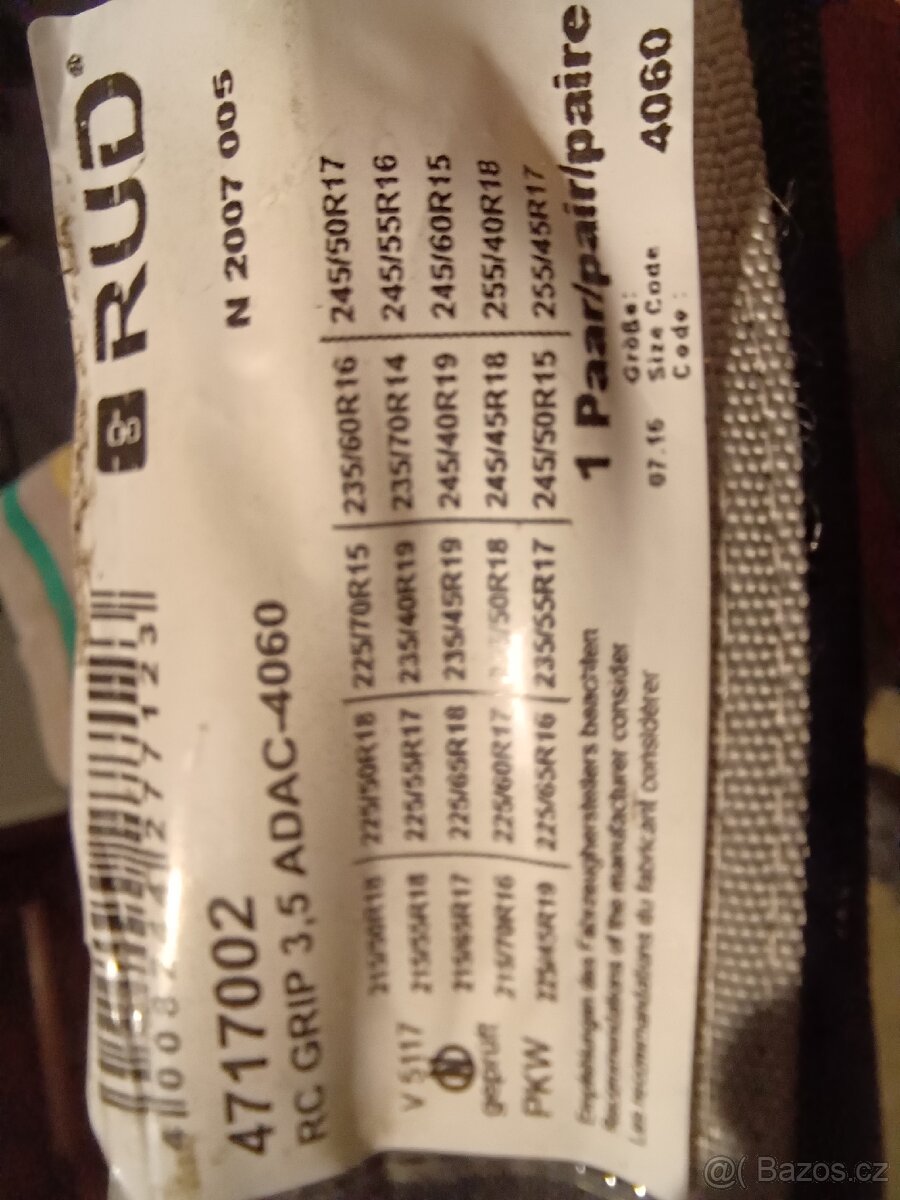 RUD®
N 2007 005
4717002
RC GRIP 3,5 ADAC-4060
V 5117
geprüft
PKW
215/50R18 225/50R18 225/70R15 235/60R16 245/50R17
215/55R18 225/55R17 235/40R19 235/70R14 245/55R16
215/65R17 225/65R18 235/45R19 245/40R19 245/60R15
215/70R16 225/60R17 /50R18 245/45R18 255/40R18
225/45R19 225/65R16 235/55R17 245/50R15 255/45R17
1 Paar/pair/paire
Empfehlungen des Fahrzeugherstellers beachten
Recommendations of the manufacturer consider
Les recommandations du fabricant considérer
07.16
Größe:
Size Code
Code :
4060
@( Bazos.cz